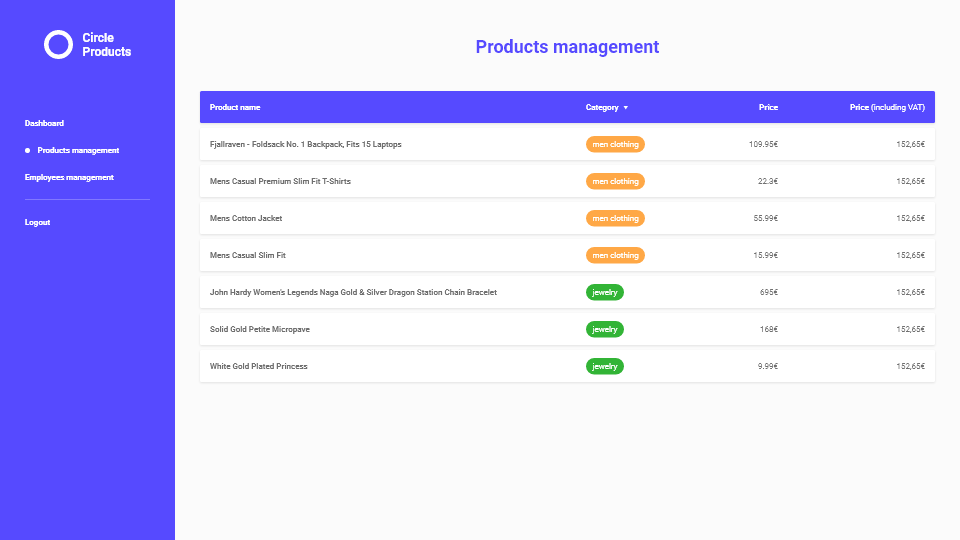 Circle
Products
Products management
Dashboard
Products management
Employees management
Logout
Product name Category Price Price (including VAT)
Fjallraven - Foldsack No. 1 Backpack, Fits 15 Laptops men clothing 109.95€ 152,65€
Mens Casual Premium Slim Fit T-Shirts men clothing 22.3€ 152,65€
Mens Cotton Jacket men clothing 55.99€ 152,65€
Mens Casual Slim Fit men clothing 15.99€ 152,65€
John Hardy Women's Legends Naga Gold & Silver Dragon Station Chain Bracelet jewelry 695€ 152,65€
Solid Gold Petite Micropave jewelry 168€ 152,65€
White Gold Plated Princess jewelry 9.99€ 152,65€